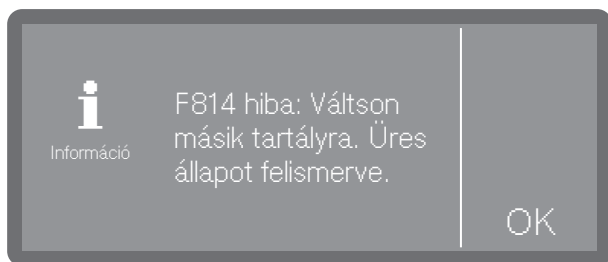 Információ
F814 hiba: Váltson
másik tartályra. Üres
állapot felismerve.
OK